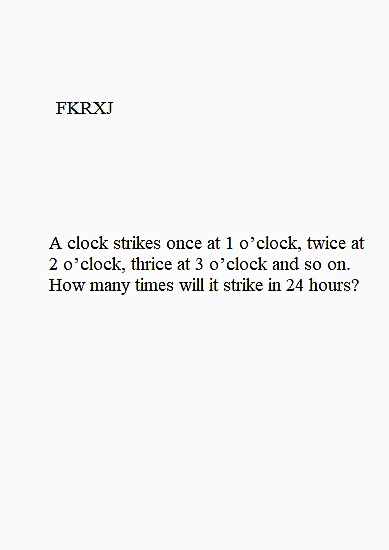 FKRXJ
A clock strikes once at 1 o’clock, twice at
2 o’clock, thrice at 3 o’clock and so on.
How many times will it strike in 24 hours?